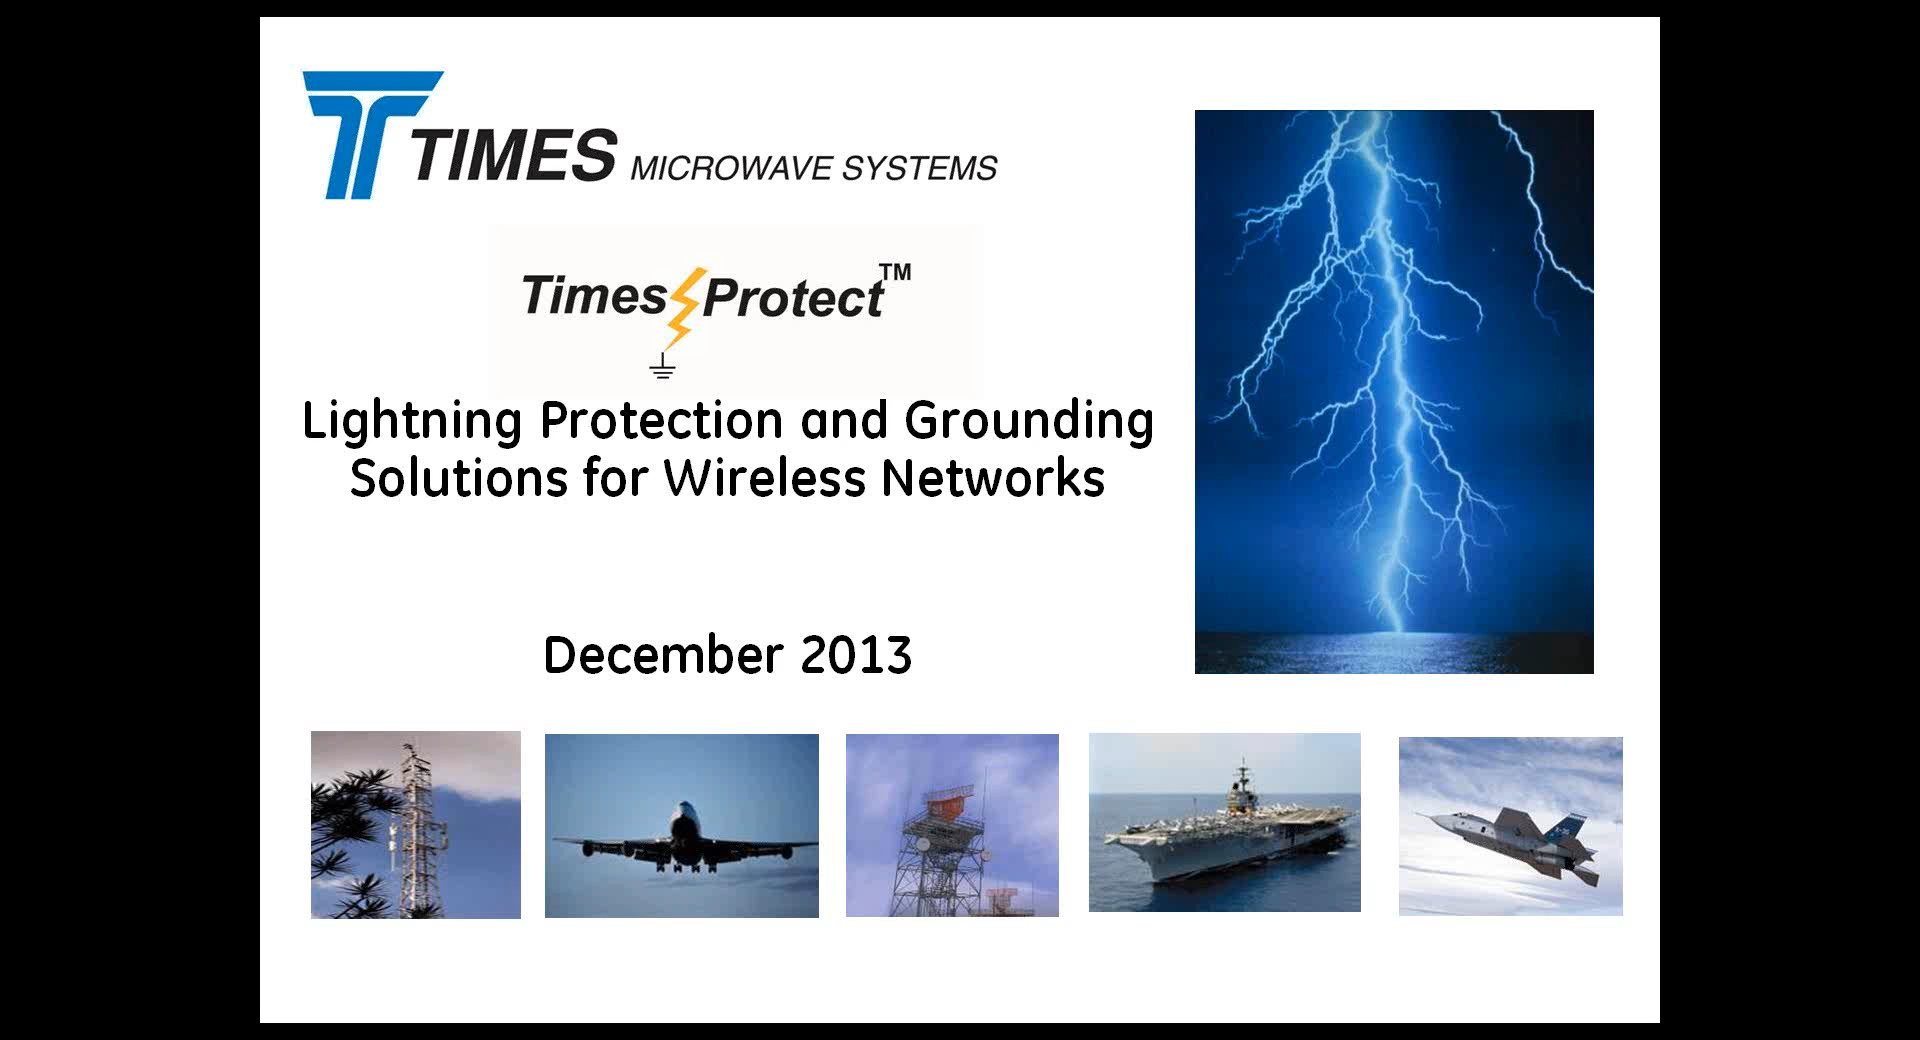 TIMES MICROWAVE SYSTEMS
Times Protect™
Lightning Protection and Grounding
Solutions for Wireless Networks
December 2013